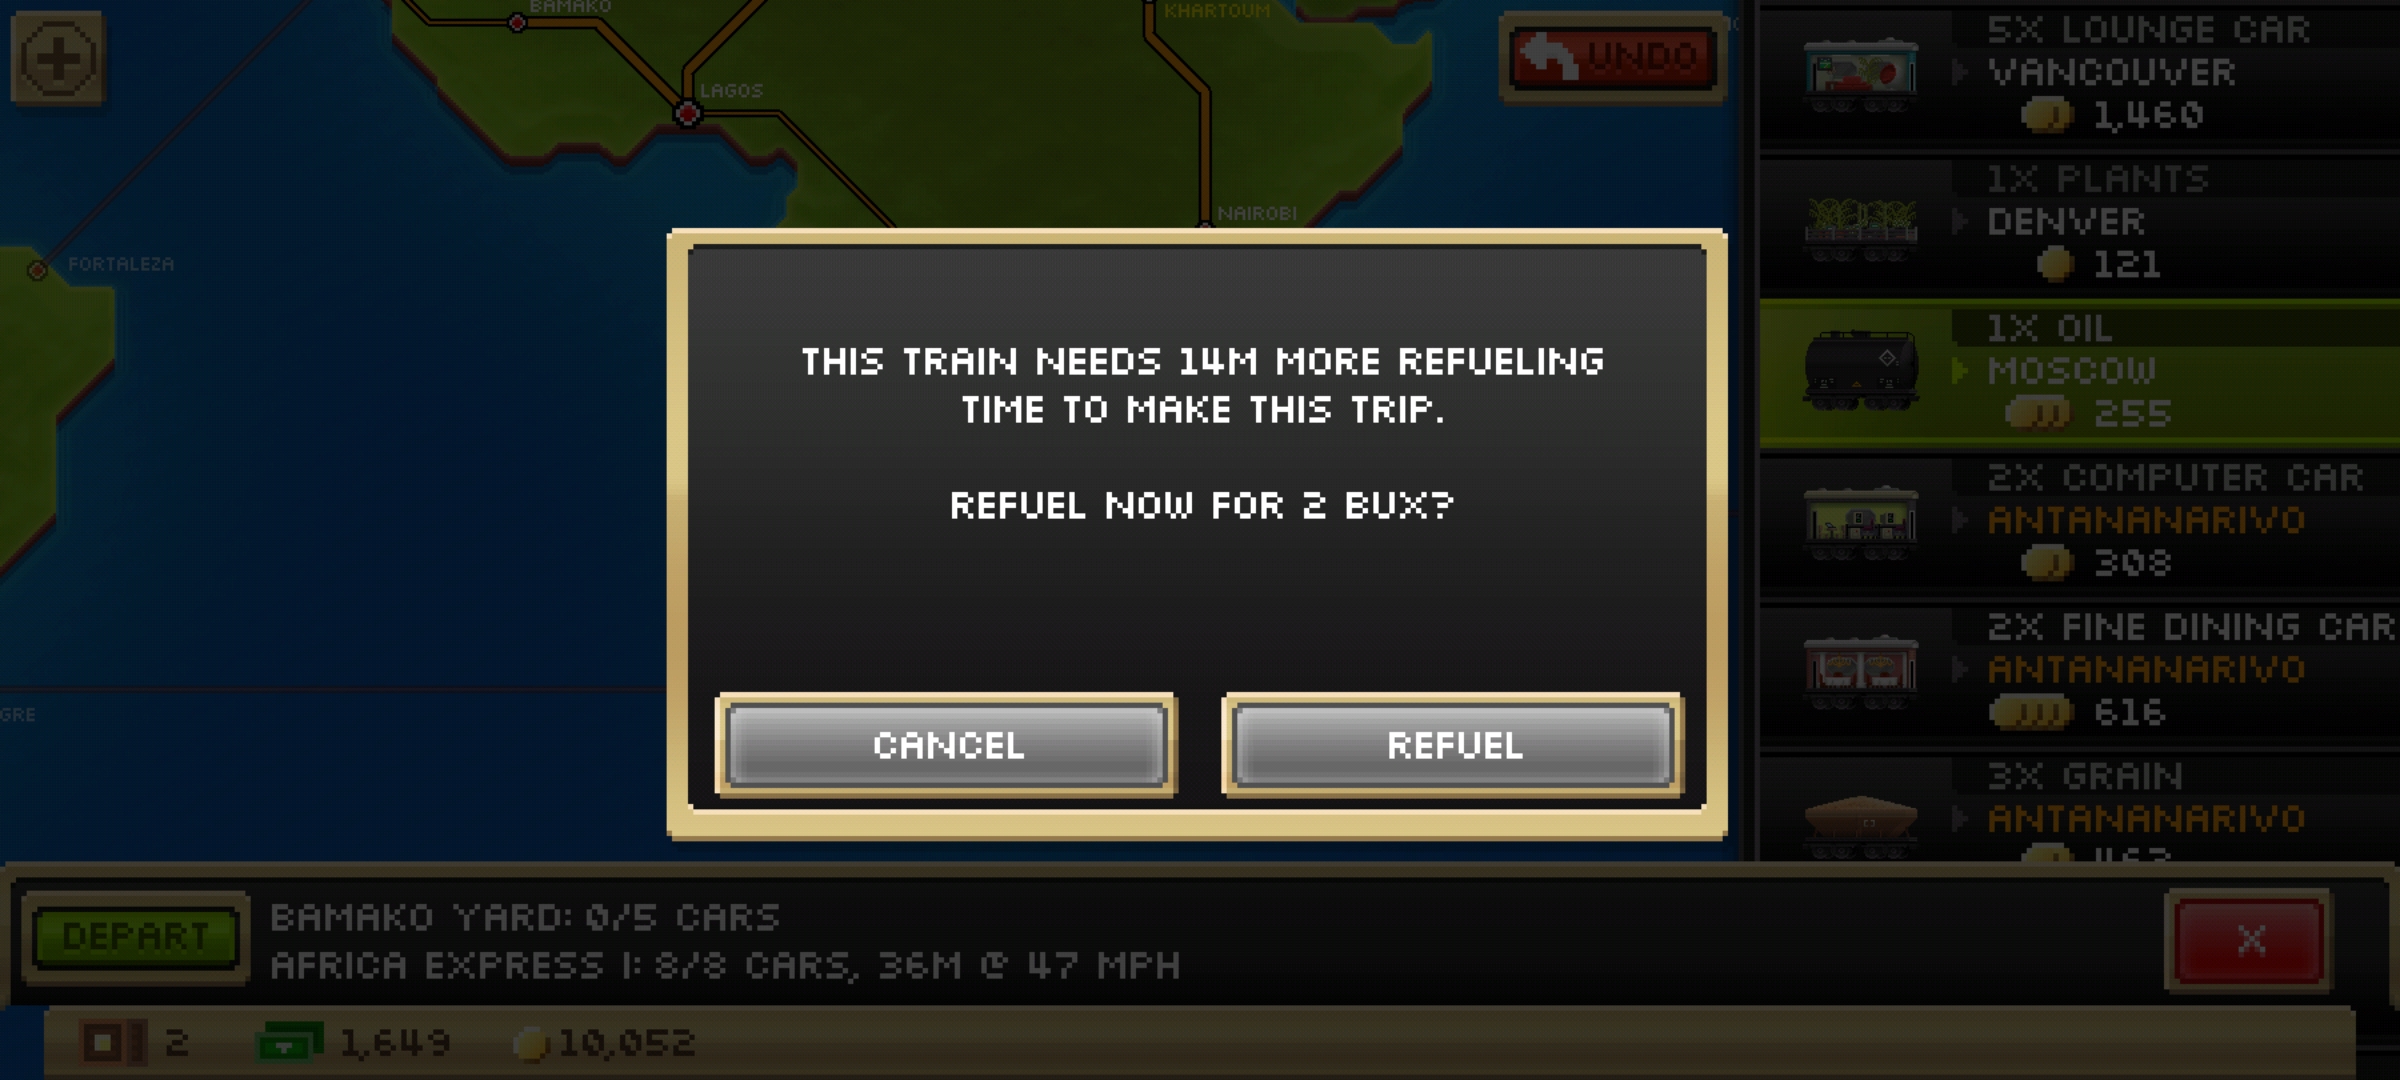 BAMAKO
KHARTOUM
LAGOS
UNDO
NAIROBI
FORTALEZA
GRE
5X LOUNGE CAR
VANCOUVER
1,460
1X PLANTS
DENVER
121
1X OIL
MOSCOW
255
2X COMPUTER CAR
ANTANANARIVO
308
2X FINE DINING CAR
ANTANANARIVO
616
3X GRAIN
ANTANANARIVO
462
THIS TRAIN NEEDS 14M MORE REFUELING
TIME TO MAKE THIS TRIP.
REFUEL NOW FOR 2 BUX?
CANCEL
REFUEL
DEPART
BAMAKO YARD: 0/5 CARS
AFRICA EXPRESS I: 8/8 CARS, 36M @ 47 MPH
X
2
1,649
10,052